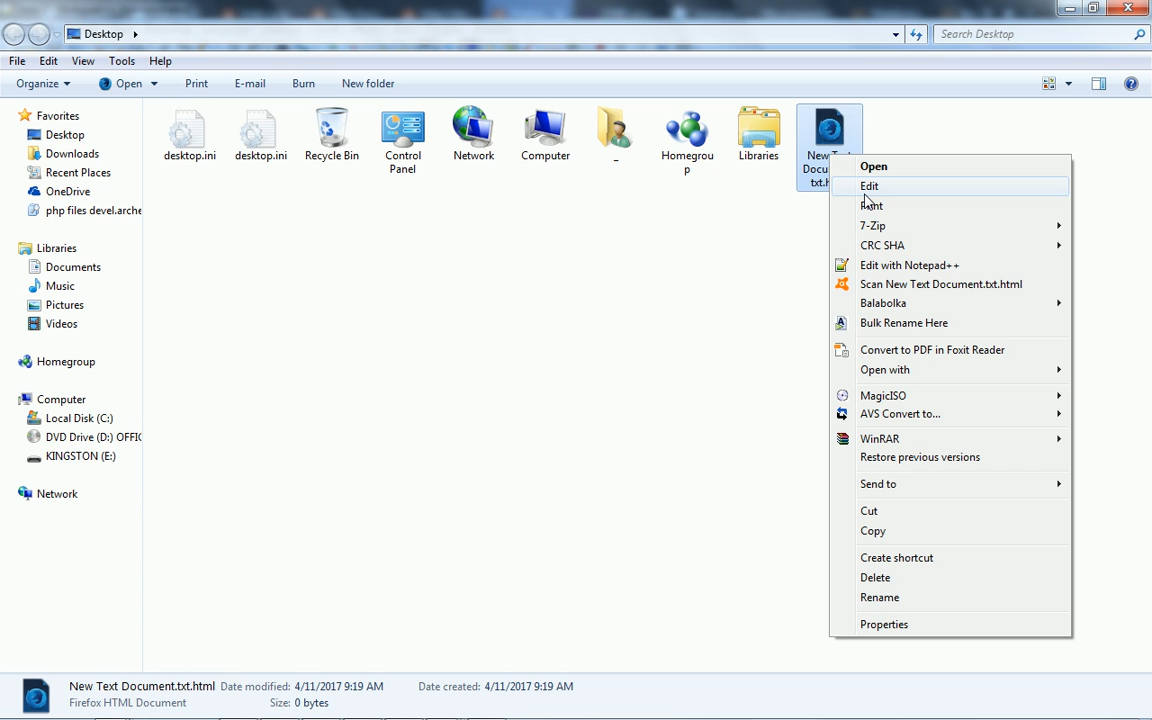 Desktop
Search Desktop
File Edit View Tools Help
Organize Open Print E-mail Burn New folder
Favorites
Desktop
Downloads
Recent Places
OneDrive
php files devel.arche
Libraries
Documents
Music
Pictures
Videos
Homegroup
Computer
Local Disk (C:)
DVD Drive (D:) OFFI
KINGSTON (E:)
Network
desktop.ini
desktop.ini
Recycle Bin
Control
Panel
Network
Computer
_
Homegrou
p
Libraries
New Text
Docu
txt.h
Open
Edit
Print
7-Zip
CRC SHA
Edit with Notepad++
Scan New Text Document.txt.html
Balabolka
Bulk Rename Here
Convert to PDF in Foxit Reader
Open with
MagicISO
AVS Convert to...
WinRAR
Restore previous versions
Send to
Cut
Copy
Create shortcut
Delete
Rename
Properties
New Text Document.txt.html Date modified: 4/11/2017 9:19 AM Date created: 4/11/2017 9:19 AM
Firefox HTML Document Size: 0 bytes